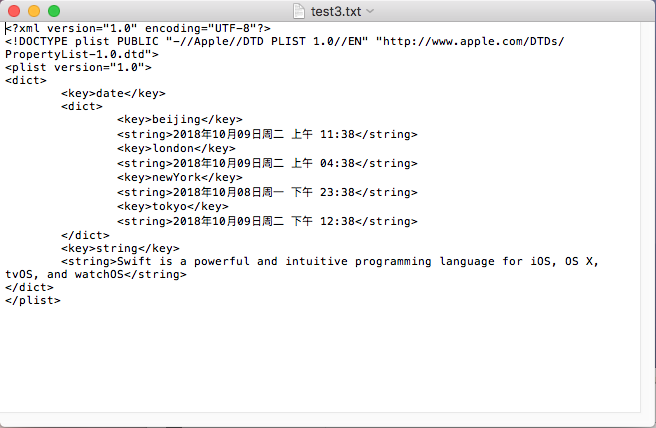 test3.txt
<?xml version="1.0" encoding="UTF-8"?>
<!DOCTYPE plist PUBLIC "-//Apple//DTD PLIST 1.0//EN" "http://www.apple.com/DTDs/
PropertyList-1.0.dtd">
<plist version="1.0">
<dict>
	<key>date</key>
	<dict>
		<key>beijing</key>
		<string>2018年10月09日周二 上午 11:38</string>
		<key>london</key>
		<string>2018年10月09日周二 上午 04:38</string>
		<key>newYork</key>
		<string>2018年10月08日周一 下午 23:38</string>
		<key>tokyo</key>
		<string>2018年10月09日周二 下午 12:38</string>
	</dict>
	<key>string</key>
	<string>Swift is a powerful and intuitive programming language for iOS, OS X,
tvOS, and watchOS</string>
</dict>
</plist>